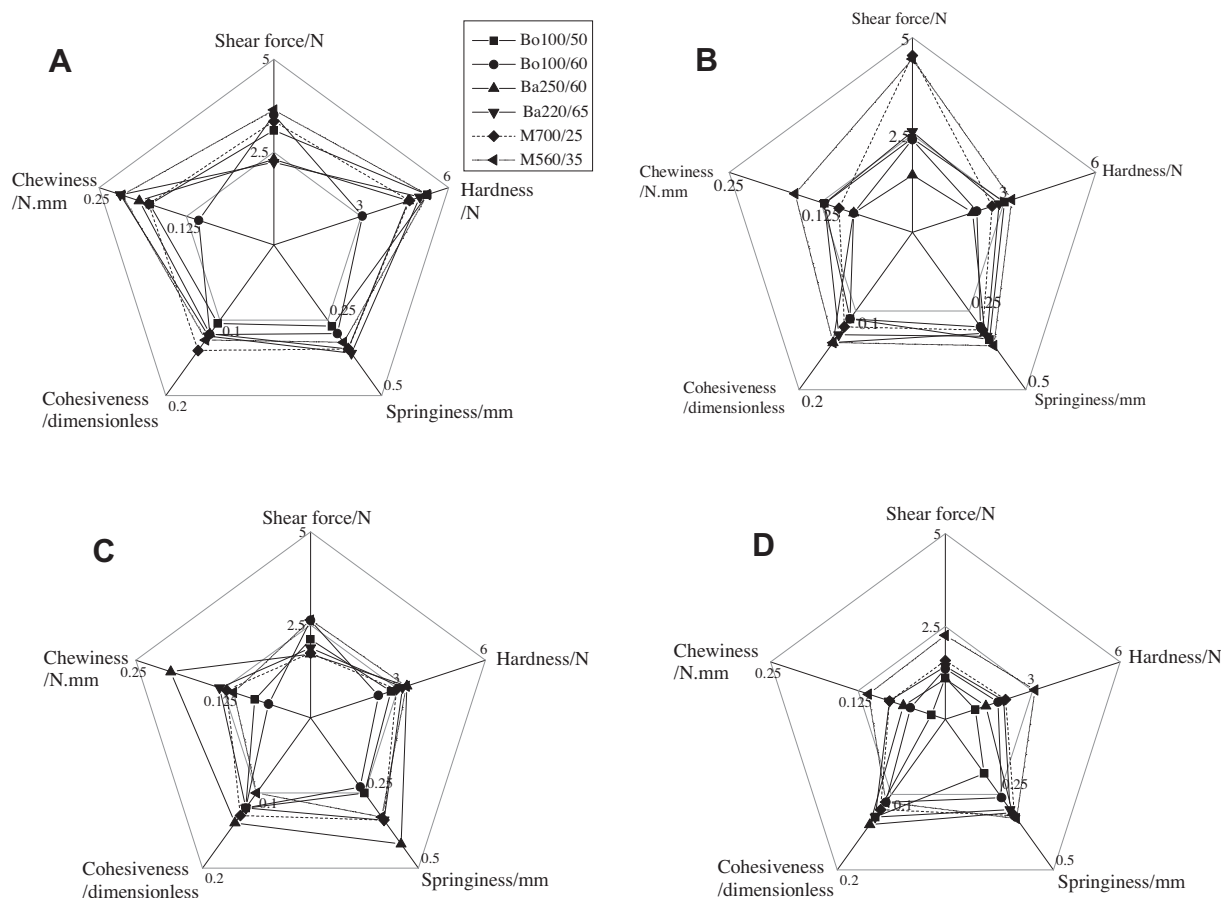 A
Shear force/N
5
2.5
Chewiness
/N.mm
0.25
0.125
6
Hardness
/N
3
0.25
0.1
Cohesiveness
/dimensionless
0.2
0.5
Springiness/mm
Bo100/50
Bo100/60
Ba250/60
Ba220/65
M700/25
M560/35
B
Shear force/N
5
2.5
Chewiness
/N.mm
0.25
0.125
6
Hardness/N
3
0.25
0.1
Cohesiveness
/dimensionless
0.2
0.5
Springiness/mm
C
Shear force/N
5
2.5
Chewiness
/N.mm
0.25
0.125
6
Hardness/N
3
0.25
0.1
Cohesiveness
/dimensionless
0.2
0.5
Springiness/mm
D
Shear force/N
5
2.5
Chewiness
/N.mm
0.25
0.125
6
Hardness/N
3
0.25
0.1
Cohesiveness
/dimensionless
0.2
0.5
Springiness/mm